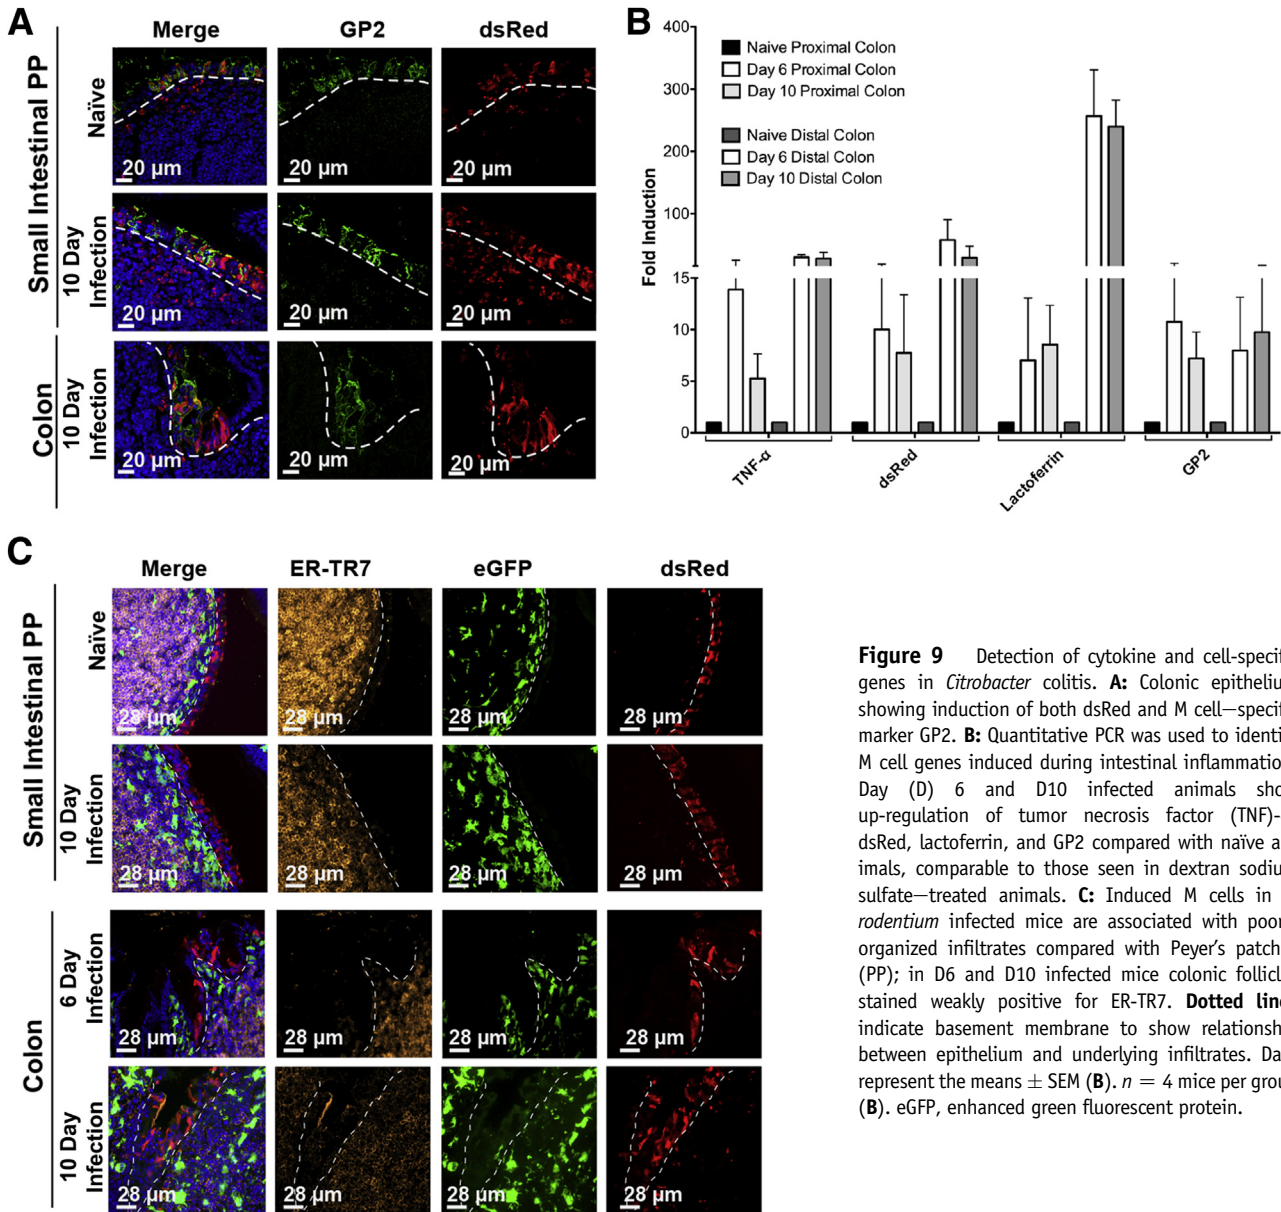 A
Merge GP2 dsRed
Small Intestinal PP
Naïve
20 µm 20 µm 20 µm
10 Day
Infection
20 µm 20 µm 20 µm
Colon
10 Day
Infection
20 µm 20 µm 20 µm
B
400
300
200
100
15
10
5
0
Fold Induction
Naive Proximal Colon
Day 6 Proximal Colon
Day 10 Proximal Colon
Naive Distal Colon
Day 6 Distal Colon
Day 10 Distal Colon
TNF-α
dsRed
Lactoferrin
GP2
C
Merge ER-TR7 eGFP dsRed
Small Intestinal PP
Naïve
28 µm 28 µm 28 µm 28 µm
10 Day
Infection
28 µm 28 µm 28 µm 28 µm
Colon
6 Day
Infection
28 µm 28 µm 28 µm 28 µm
10 Day
Infection
28 µm 28 µm 28 µm 28 µm
Figure 9 Detection of cytokine and cell-specif
genes in Citrobacter colitis. A: Colonic epitheliu
showing induction of both dsRed and M cell—specif
marker GP2. B: Quantitative PCR was used to identi
M cell genes induced during intestinal inflammatio
Day (D) 6 and D10 infected animals sho
up-regulation of tumor necrosis factor (TNF)-
dsRed, lactoferrin, and GP2 compared with naïve a
imals, comparable to those seen in dextran sodiu
sulfate—treated animals. C: Induced M cells in
rodentium infected mice are associated with poor
organized infiltrates compared with Peyer's patch
(PP); in D6 and D10 infected mice colonic follicl
stained weakly positive for ER-TR7. Dotted line
indicate basement membrane to show relationsh
between epithelium and underlying infiltrates. Da
represent the means ± SEM (B). n = 4 mice per grou
(B). eGFP, enhanced green fluorescent protein.